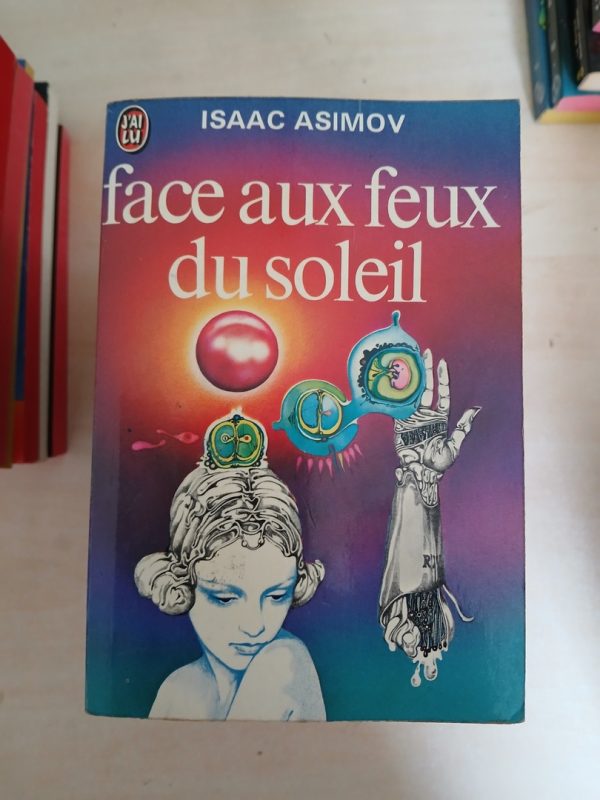 J'AI
LU
ISAAC ASIMOV
face aux feux
du soleil